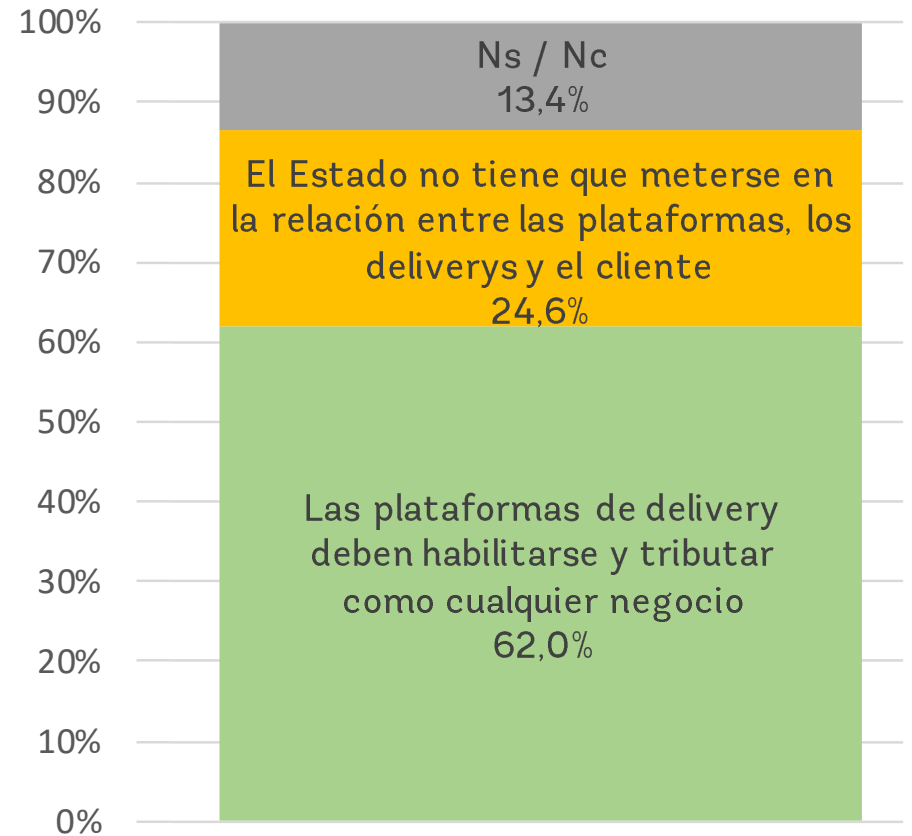 100%
90%
80%
70%
60%
50%
40%
30%
20%
10%
0%
Ns / Nc
13,4%
El Estado no tiene que meterse en
la relación entre las plataformas, los
deliverys y el cliente
24,6%
Las plataformas de delivery
deben habilitarse y tributar
como cualquier negocio
62,0%